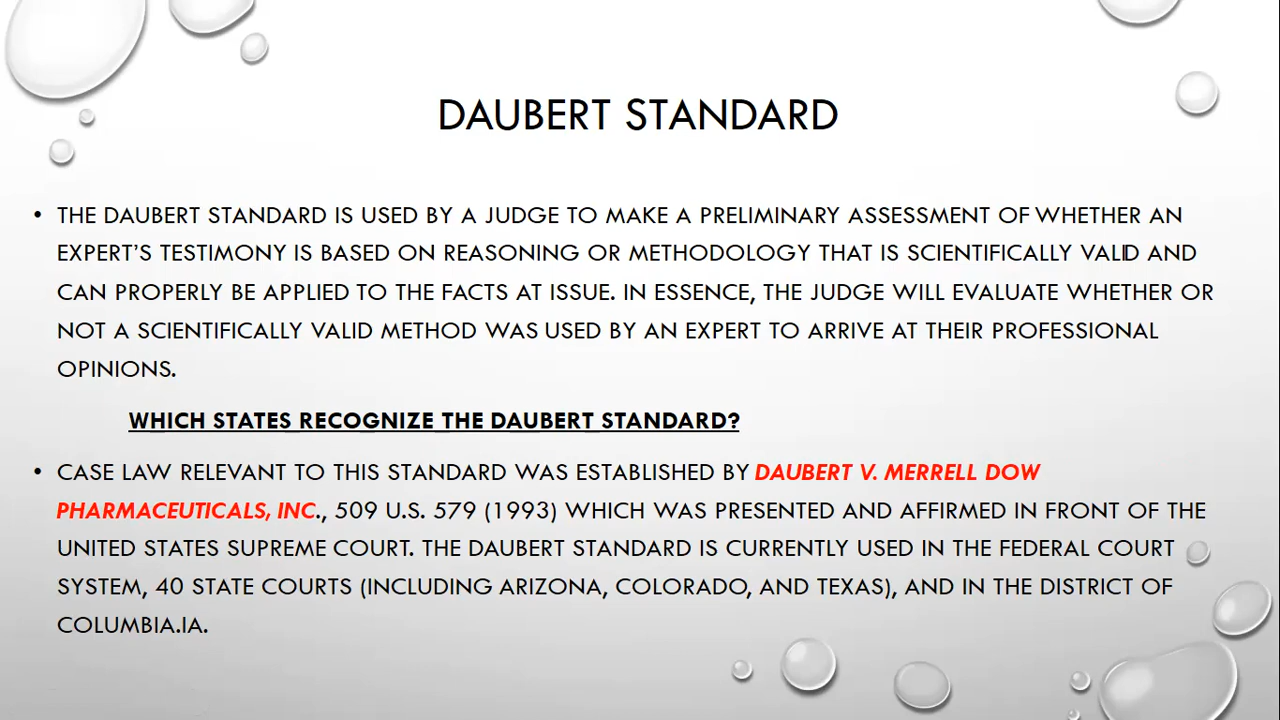 DAUBERT STANDARD
• THE DAUBERT STANDARD IS USED BY A JUDGE TO MAKE A PRELIMINARY ASSESSMENT OF WHETHER AN
EXPERT’S TESTIMONY IS BASED ON REASONING OR METHODOLOGY THAT IS SCIENTIFICALLY VALID AND
CAN PROPERLY BE APPLIED TO THE FACTS AT ISSUE. IN ESSENCE, THE JUDGE WILL EVALUATE WHETHER OR
NOT A SCIENTIFICALLY VALID METHOD WAS USED BY AN EXPERT TO ARRIVE AT THEIR PROFESSIONAL
OPINIONS.
WHICH STATES RECOGNIZE THE DAUBERT STANDARD?
• CASE LAW RELEVANT TO THIS STANDARD WAS ESTABLISHED BY DAUBERT V. MERRELL DOW
PHARMACEUTICALS, INC., 509 U.S. 579 (1993) WHICH WAS PRESENTED AND AFFIRMED IN FRONT OF THE
UNITED STATES SUPREME COURT. THE DAUBERT STANDARD IS CURRENTLY USED IN THE FEDERAL COURT
SYSTEM, 40 STATE COURTS (INCLUDING ARIZONA, COLORADO, AND TEXAS), AND IN THE DISTRICT OF
COLUMBIA.IA.